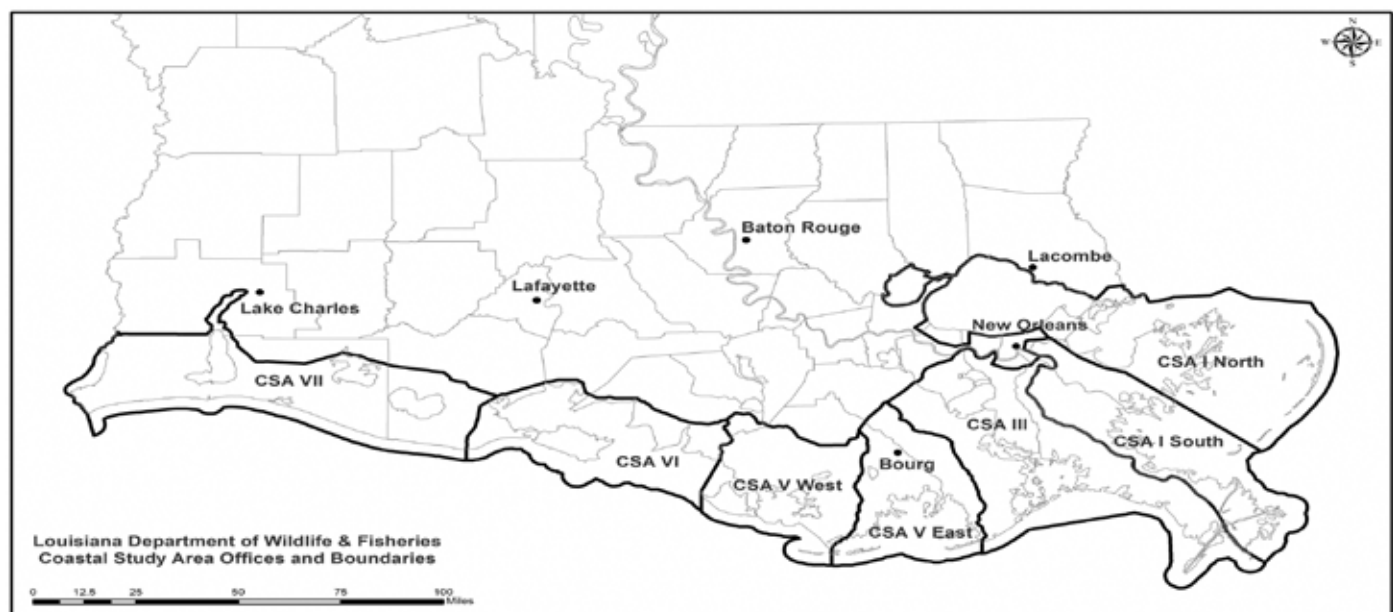 N
W E
S
Baton Rouge
Lacombe
Lafayette
Lake Charles
New Orleans
CSA I North
CSA VII
CSA III
CSA I South
CSA VI
Bourg
CSA V West
CSA V East
Louisiana Department of Wildlife & Fisheries
Coastal Study Area Offices and Boundaries
0 12.5 25 50 75 100
Miles